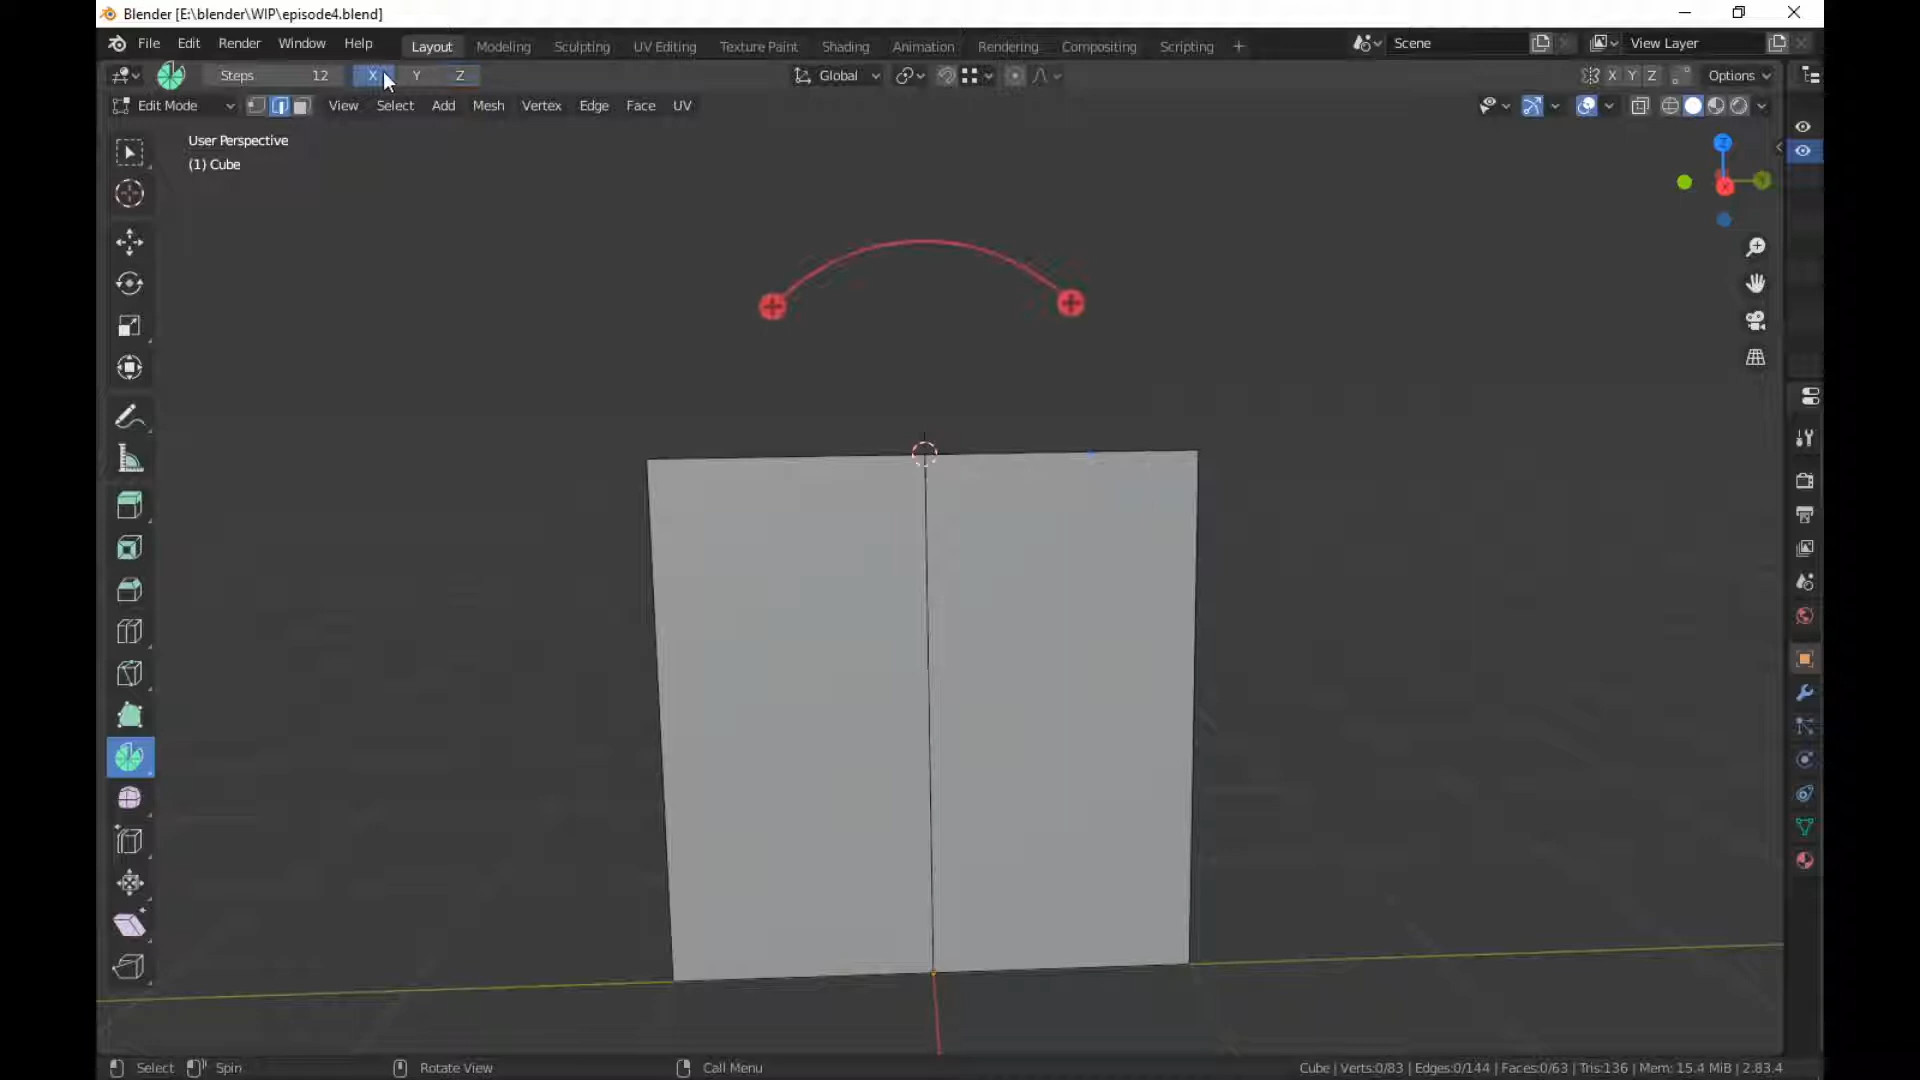 Blender [E:\blender\WIP\episode4.blend]
File Edit Render Window Help Layout Modeling Sculpting UV Editing Texture Paint Shading Animation Rendering Compositing Scripting + Scene View Layer
Steps 12 X Y Z Global X Y Z Options
Edit Mode View Select Add Mesh Vertex Edge Face UV
User Perspective
(1) Cube
Z
X Y
Select Spin Rotate View Call Menu Cube | Verts:0/83 | Edges:0/144 | Faces:0/63 | Tris:136 | Mem: 15.4 MiB | 2.83.4